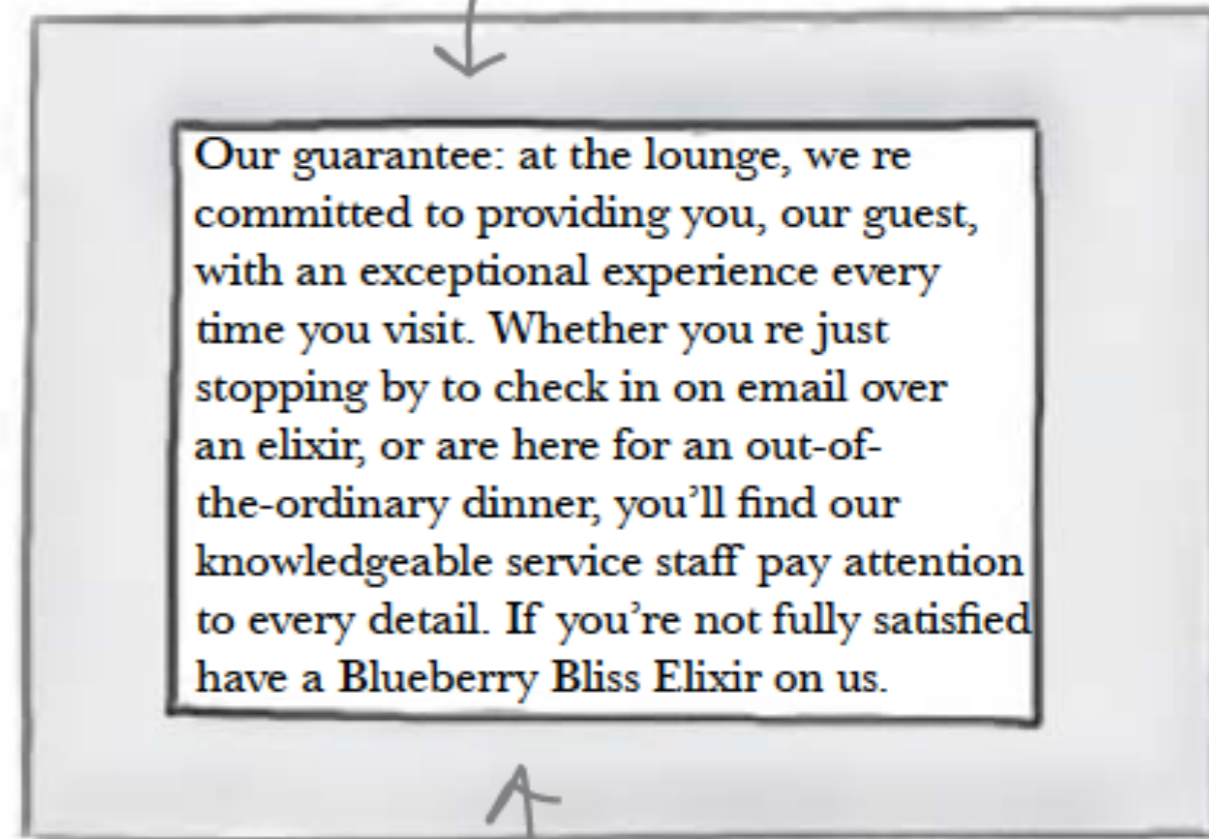 Our guarantee: at the lounge, we re
committed to providing you, our guest,
with an exceptional experience every
time you visit. Whether you re just
stopping by to check in on email over
an elixir, or are here for an out-of-
the-ordinary dinner, you’ll find our
knowledgeable service staff pay attention
to every detail. If you’re not fully satisfied
have a Blueberry Bliss Elixir on us.